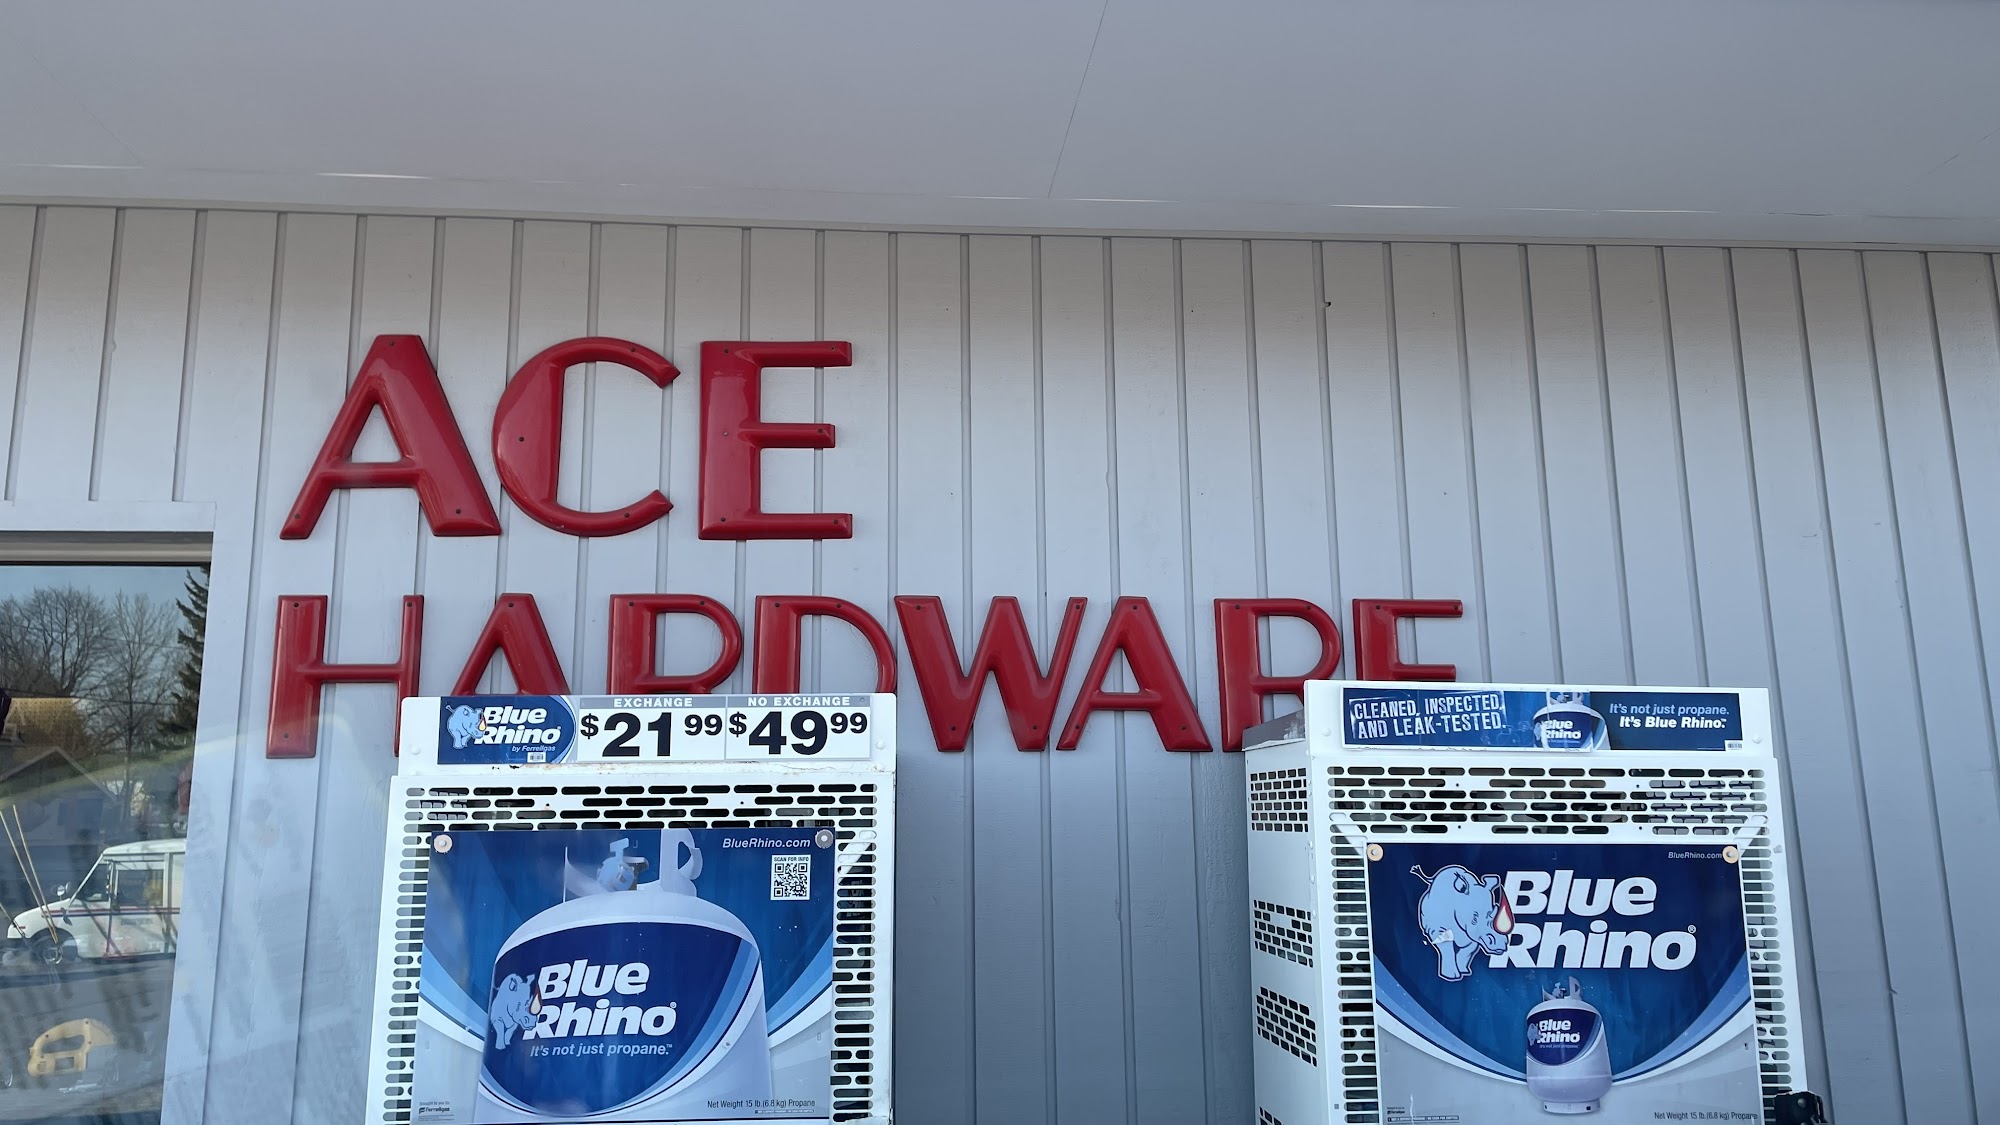 ACE
HARDWARE
Blue Rhino
by Ferrellgas
EXCHANGE
$21 99
NO EXCHANGE
$49 99
BlueRhino.com
SCAN FOR INFO
Blue
Rhino®
It's not just propane.™
Net Weight 15 lb.(6.8 kg) Propane
Ferrellgas
CLEANED, INSPECTED,
AND LEAK-TESTED.
Blue
Rhino
It's not just propane.
It's Blue Rhino.™
BlueRhino.com
Blue
Rhino®
Blue
Rhino
Net Weight 15 lb.(6.8 kg) Propane